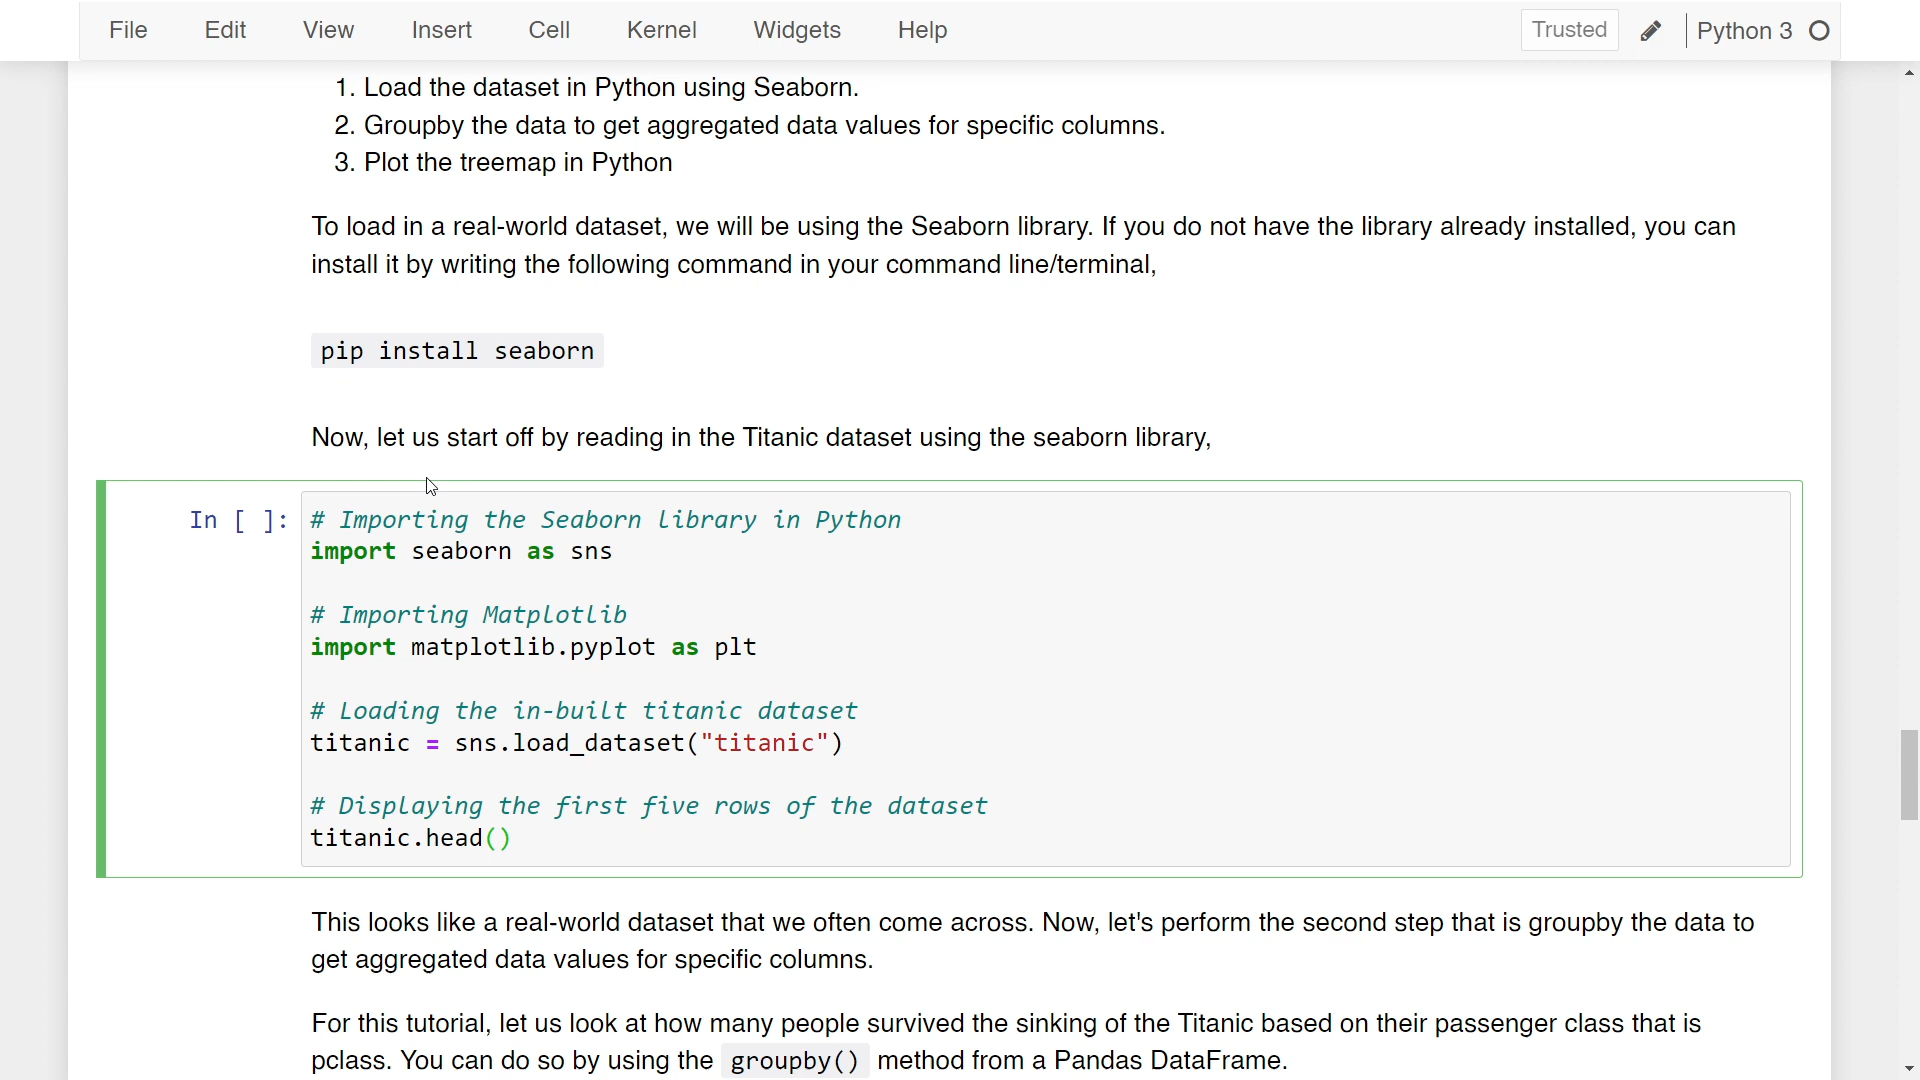 File Edit View Insert Cell Kernel Widgets Help Trusted Python 3
1. Load the dataset in Python using Seaborn.
2. Groupby the data to get aggregated data values for specific columns.
3. Plot the treemap in Python
To load in a real-world dataset, we will be using the Seaborn library. If you do not have the library already installed, you can
install it by writing the following command in your command line/terminal,
pip install seaborn
Now, let us start off by reading in the Titanic dataset using the seaborn library,
In [ ]: # Importing the Seaborn library in Python
import seaborn as sns
# Importing Matplotlib
import matplotlib.pyplot as plt
# Loading the in-built titanic dataset
titanic = sns.load_dataset("titanic")
# Displaying the first five rows of the dataset
titanic.head()
This looks like a real-world dataset that we often come across. Now, let's perform the second step that is groupby the data to
get aggregated data values for specific columns.
For this tutorial, let us look at how many people survived the sinking of the Titanic based on their passenger class that is
pclass. You can do so by using the groupby() method from a Pandas DataFrame.